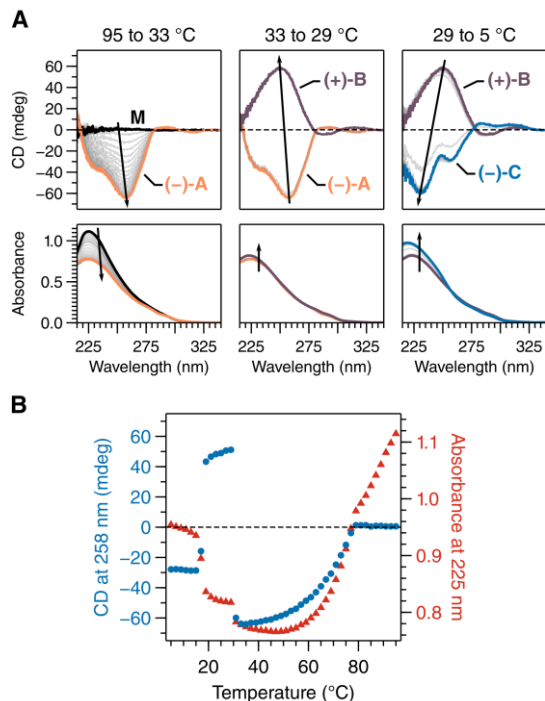 A
95 to 33 °C
33 to 29 °C
29 to 5 °C
CD (mdeg)
60
40
20
0
−20
−40
−60
M
(−)-A
(+)-B
(−)-A
(+)-B
(−)-C
Absorbance
1.0
0.5
0.0
225 275 325
225 275 325
225 275 325
Wavelength (nm)
Wavelength (nm)
Wavelength (nm)
B
CD at 258 nm (mdeg)
60
40
20
0
−20
−40
−60
1.1
1.0
0.9
0.8
Absorbance at 225 nm
20 40 60 80
Temperature (°C)